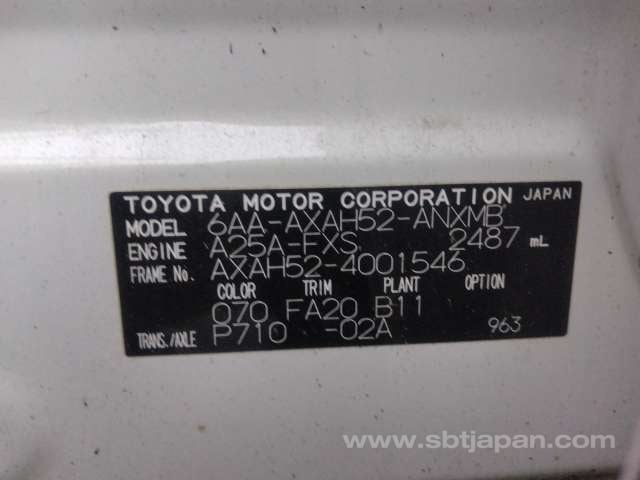 TOYOTA MOTOR CORPORATION JAPAN
MODEL 6AA-AXAH52-ANXMB
ENGINE A25A-FXS 2487 mL
FRAME No. AXAH52-4001546
COLOR TRIM PLANT OPTION
070 FA20 B11
TRANS./AXLE P710 -02A 963
www.sbtjapan.com